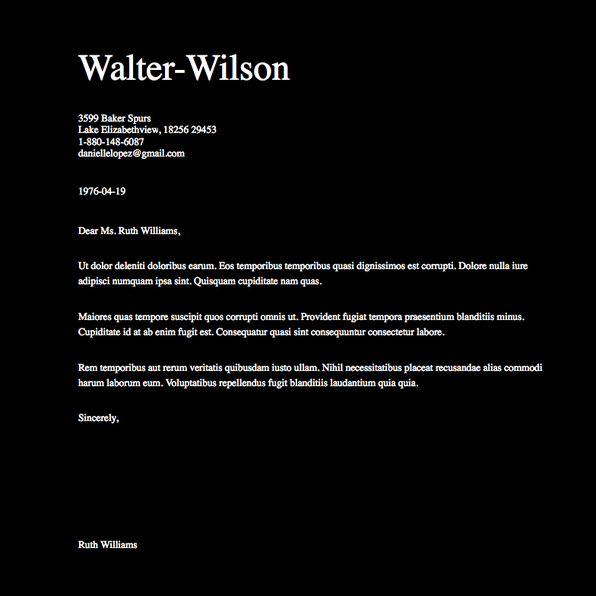 Walter-Wilson
3599 Baker Spurs
Lake Elizabethview, 18256 29453
1-880-148-6087
daniellelopez@gmail.com
1976-04-19
Dear Ms. Ruth Williams,
Ut dolor deleniti doloribus earum. Eos temporibus temporibus quasi dignissimos est corrupti. Dolore nulla iure
adipisci numquam ipsa sint. Quisquam cupiditate nam quas.
Maiores quas tempore suscipit quos corrupti omnis ut. Provident fugiat tempora praesentium blanditiis minus.
Cupiditate id at ab enim fugit est. Consequatur quasi sint consequuntur consectetur labore.
Rem temporibus aut rerum veritatis quibusdam iusto ullam. Nihil necessitatibus placeat recusandae alias commodi
harum laborum eum. Voluptatibus repellendus fugit blanditiis laudantium quia quia.
Sincerely,
Ruth Williams